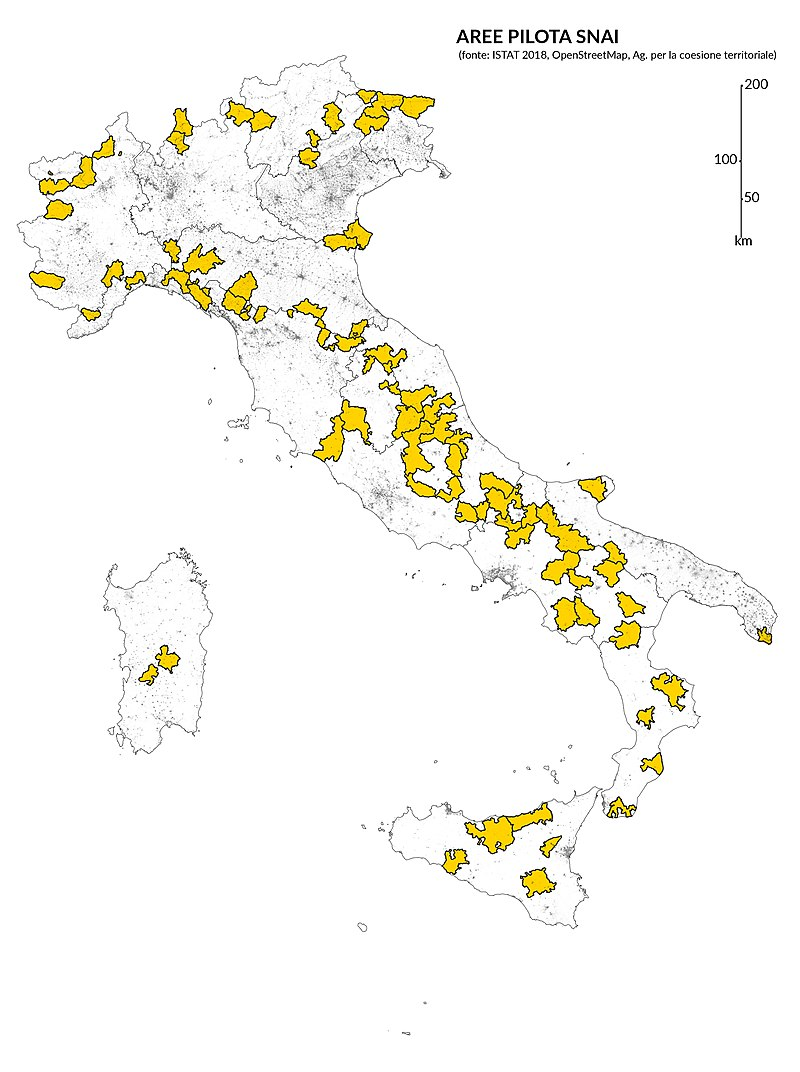 AREE PILOTA SNAI
(fonte: ISTAT 2018, OpenStreetMap, Ag. per la coesione territoriale)
200
100
50
km